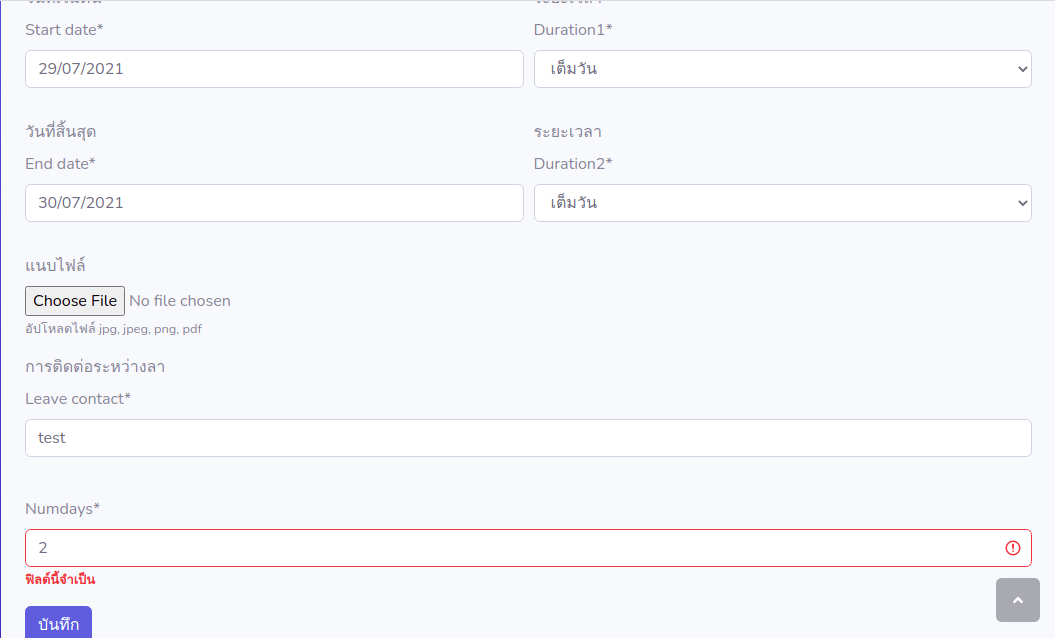 Start date*
Duration1*
29/07/2021
เต็มวัน
วันที่สิ้นสุด
ระยะเวลา
End date*
Duration2*
30/07/2021
เต็มวัน
แนบไฟล์
Choose File No file chosen
อัปโหลดไฟล์ jpg, jpeg, png, pdf
การติดต่อระหว่างลา
Leave contact*
test
Numdays*
2
ฟิลด์นี้จำเป็น
บันทึก